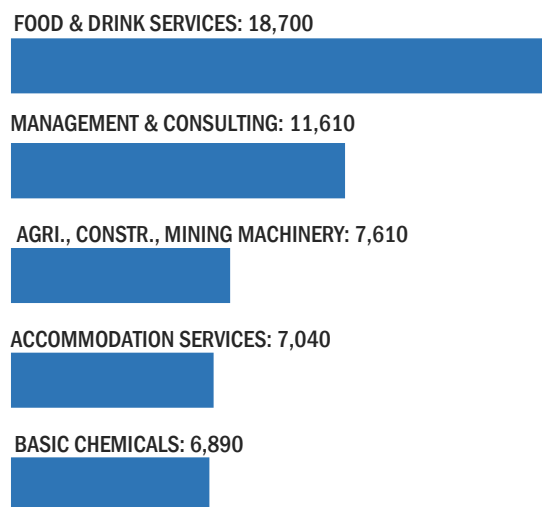 FOOD & DRINK SERVICES: 18,700
MANAGEMENT & CONSULTING: 11,610
AGRI., CONSTR., MINING MACHINERY: 7,610
ACCOMMODATION SERVICES: 7,040
BASIC CHEMICALS: 6,890